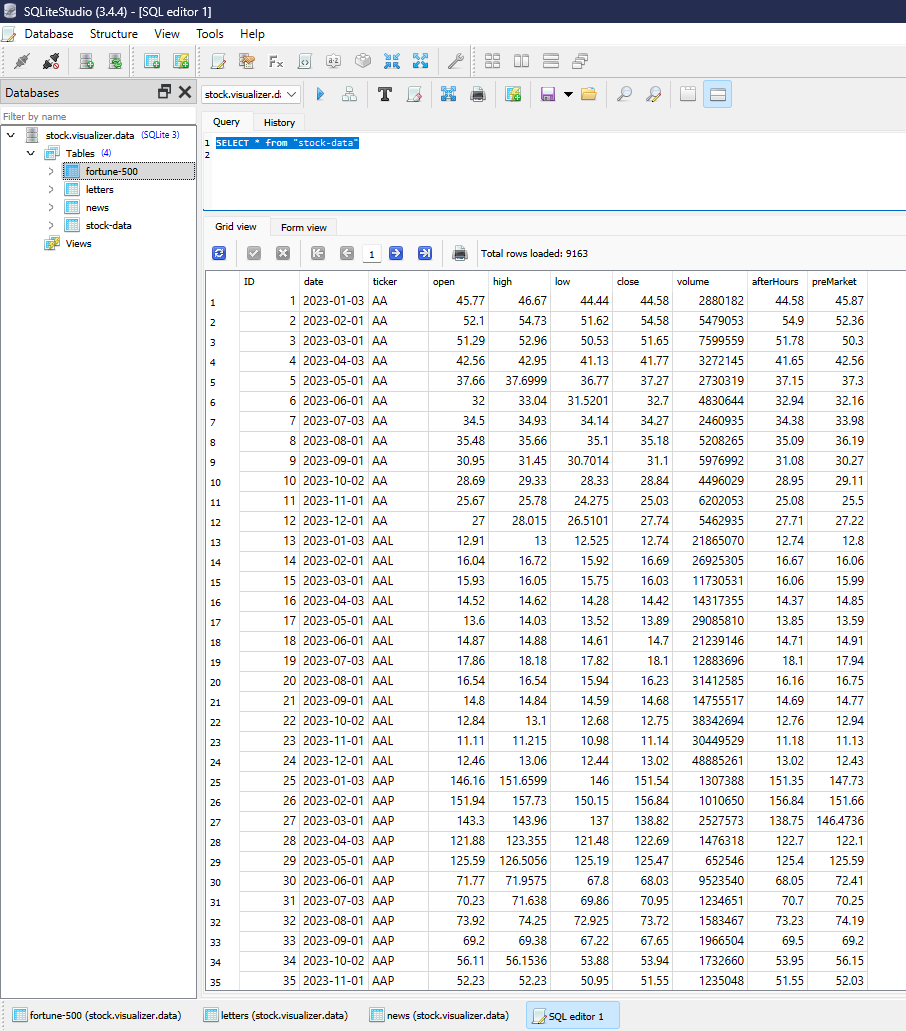 SQLiteStudio (3.4.4) - [SQL editor 1]
Database Structure View Tools Help
Databases
Filter by name
stock.visualizer.data (SQLite 3)
Tables (4)
fortune-500
letters
news
stock-data
Views
stock.visualizer.d
Query History
1 SELECT * from "stock-data"
2
Grid view Form view
1 Total rows loaded: 9163
ID date ticker open high low close volume afterHours preMarket
1 1 2023-01-03 AA 45.77 46.67 44.44 44.58 2880182 44.58 45.87
2 2 2023-02-01 AA 52.1 54.73 51.62 54.58 5479053 54.9 52.36
3 3 2023-03-01 AA 51.29 52.96 50.53 51.65 7599559 51.78 50.3
4 4 2023-04-03 AA 42.56 42.95 41.13 41.77 3272145 41.65 42.56
5 5 2023-05-01 AA 37.66 37.6999 36.77 37.27 2730319 37.15 37.3
6 6 2023-06-01 AA 32 33.04 31.5201 32.7 4830644 32.94 32.16
7 7 2023-07-03 AA 34.5 34.93 34.14 34.27 2460935 34.38 33.98
8 8 2023-08-01 AA 35.48 35.66 35.1 35.18 5208265 35.09 36.19
9 9 2023-09-01 AA 30.95 31.45 30.7014 31.1 5976992 31.08 30.27
10 10 2023-10-02 AA 28.69 29.33 28.33 28.84 4496029 28.95 29.11
11 11 2023-11-01 AA 25.67 25.78 24.275 25.03 6202053 25.08 25.5
12 12 2023-12-01 AA 27 28.015 26.5101 27.74 5462935 27.71 27.22
13 13 2023-01-03 AAL 12.91 13 12.525 12.74 21865070 12.74 12.8
14 14 2023-02-01 AAL 16.04 16.72 15.92 16.69 26925305 16.67 16.06
15 15 2023-03-01 AAL 15.93 16.05 15.75 16.03 11730531 16.06 15.99
16 16 2023-04-03 AAL 14.52 14.62 14.28 14.42 14317355 14.37 14.85
17 17 2023-05-01 AAL 13.6 14.03 13.52 13.89 29085810 13.85 13.59
18 18 2023-06-01 AAL 14.87 14.88 14.61 14.7 21239146 14.71 14.91
19 19 2023-07-03 AAL 17.86 18.18 17.82 18.1 12883696 18.1 17.94
20 20 2023-08-01 AAL 16.54 16.54 15.94 16.23 31412585 16.16 16.75
21 21 2023-09-01 AAL 14.8 14.84 14.59 14.68 14755517 14.69 14.77
22 22 2023-10-02 AAL 12.84 13.1 12.68 12.75 38342694 12.76 12.94
23 23 2023-11-01 AAL 11.11 11.215 10.98 11.14 30449529 11.18 11.13
24 24 2023-12-01 AAL 12.46 13.06 12.44 13.02 48885261 13.02 12.43
25 25 2023-01-03 AAP 146.16 151.6599 146 151.54 1307388 151.35 147.73
26 26 2023-02-01 AAP 151.94 157.73 150.15 156.84 1010650 156.84 151.66
27 27 2023-03-01 AAP 143.3 143.96 137 138.82 2527573 138.75 146.4736
28 28 2023-04-03 AAP 121.88 123.355 121.48 122.69 1476318 122.7 122.1
29 29 2023-05-01 AAP 125.59 126.5056 125.19 125.47 652546 125.4 125.59
30 30 2023-06-01 AAP 71.77 71.9575 67.8 68.03 9523540 68.05 72.41
31 31 2023-07-03 AAP 70.23 71.638 69.86 70.95 1234651 70.7 70.25
32 32 2023-08-01 AAP 73.92 74.25 72.925 73.72 1583467 73.23 74.19
33 33 2023-09-01 AAP 69.2 69.38 67.22 67.65 1966504 69.5 69.2
34 34 2023-10-02 AAP 56.11 56.1536 53.88 53.94 1732660 53.95 56.15
35 35 2023-11-01 AAP 52.23 52.23 50.95 51.55 1235048 51.55 52.03
fortune-500 (stock.visualizer.data) letters (stock.visualizer.data) news (stock.visualizer.data) SQL editor 1